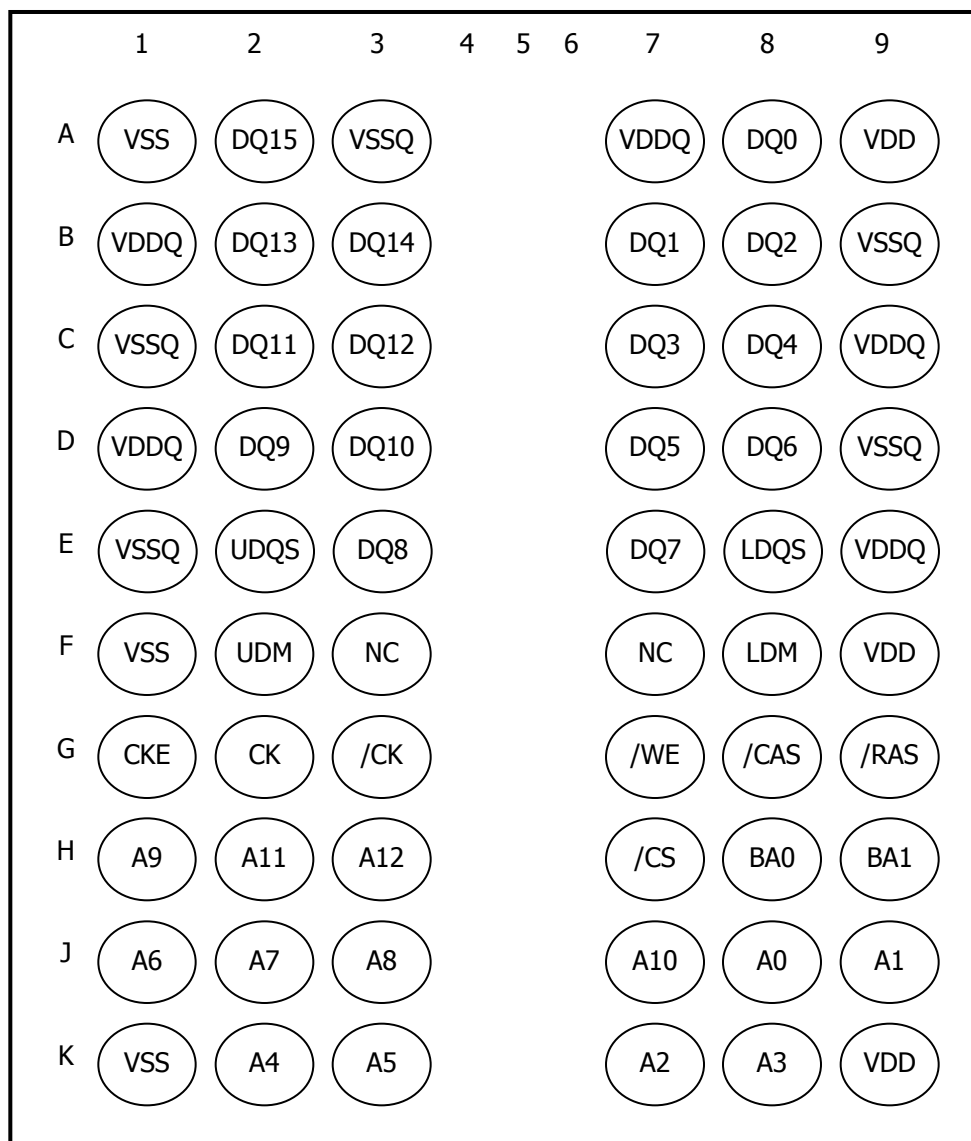 1 2 3 4 5 6 7 8 9
A VSS DQ15 VSSQ VDDQ DQ0 VDD
B VDDQ DQ13 DQ14 DQ1 DQ2 VSSQ
C VSSQ DQ11 DQ12 DQ3 DQ4 VDDQ
D VDDQ DQ9 DQ10 DQ5 DQ6 VSSQ
E VSSQ UDQS DQ8 DQ7 LDQS VDDQ
F VSS UDM NC NC LDM VDD
G CKE CK /CK /WE /CAS /RAS
H A9 A11 A12 /CS BA0 BA1
J A6 A7 A8 A10 A0 A1
K VSS A4 A5 A2 A3 VDD